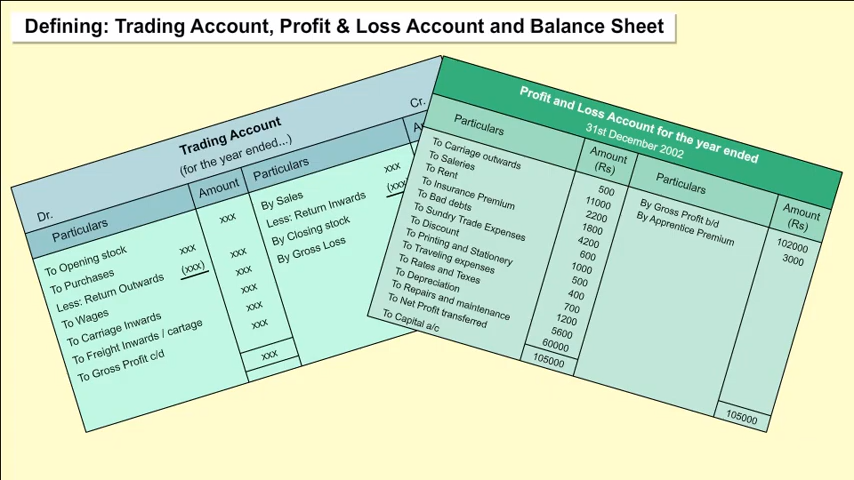 Defining: Trading Account, Profit & Loss Account and Balance Sheet
Trading Account
(for the year ended...)
Dr.
Cr.
Particulars
Amount
Particulars
To Opening stock
xxx
To Purchases
xxx
Less: Return Outwards
(xxx)
xxx
To Wages
xxx
To Carriage Inwards
xxx
To Freight Inwards / cartage
xxx
To Gross Profit c/d
xxx
xxx
By Sales
xxx
Less: Return Inwards
(xxx
By Closing stock
By Gross Loss
Profit and Loss Account for the year ended
31st December 2002
Particulars
Amount
(Rs)
Particulars
Amount
(Rs)
To Carriage outwards
500
To Saleries
11000
To Rent
2200
To Insurance Premium
1800
To Bad debts
4200
To Sundry Trade Expenses
600
To Discount
1000
To Printing and Stationery
500
To Traveling expenses
400
To Rates and Texes
700
To Depreciation
1200
To Repairs and maintenance
5600
To Net Profit transferred
60000
To Capital a/c
105000
By Gross Profit b/d
102000
By Apprentice Premium
3000
105000